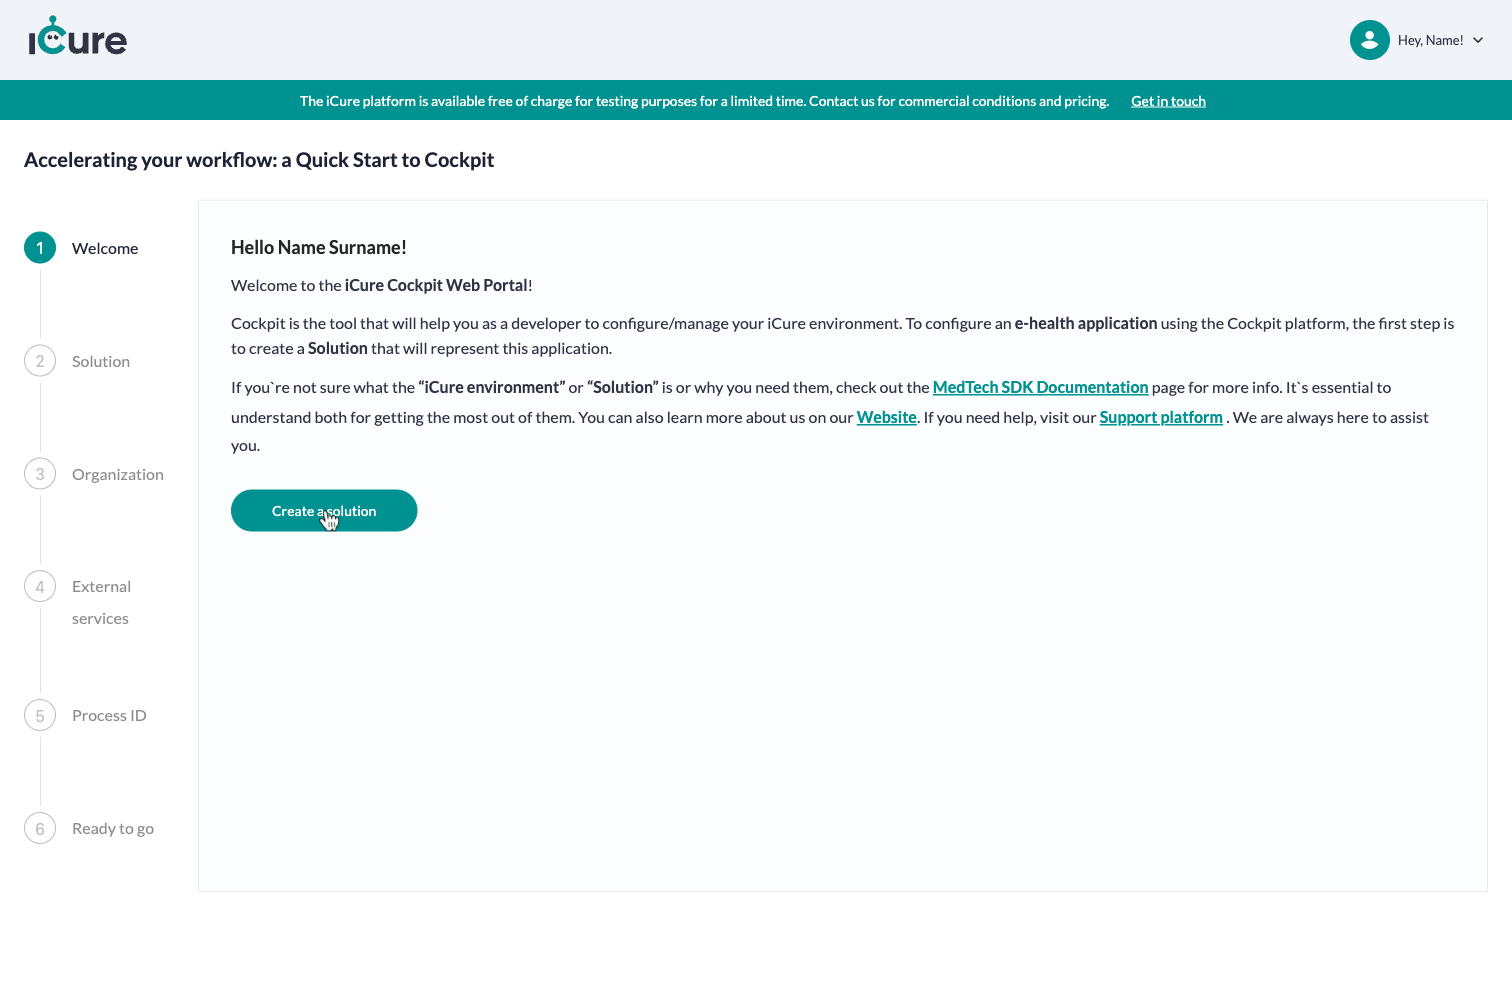 iCure
Hey, Name!
The iCure platform is available free of charge for testing purposes for a limited time. Contact us for commercial conditions and pricing. Get in touch
Accelerating your workflow: a Quick Start to Cockpit
1 Welcome
2 Solution
3 Organization
4 External
services
5 Process ID
6 Ready to go
Hello Name Surname!
Welcome to the iCure Cockpit Web Portal!
Cockpit is the tool that will help you as a developer to configure/manage your iCure environment. To configure an e-health application using the Cockpit platform, the first step is
to create a Solution that will represent this application.
If you`re not sure what the “iCure environment” or “Solution” is or why you need them, check out the MedTech SDK Documentation page for more info. It`s essential to
understand both for getting the most out of them. You can also learn more about us on our Website. If you need help, visit our Support platform . We are always here to assist
you.
Create a solution